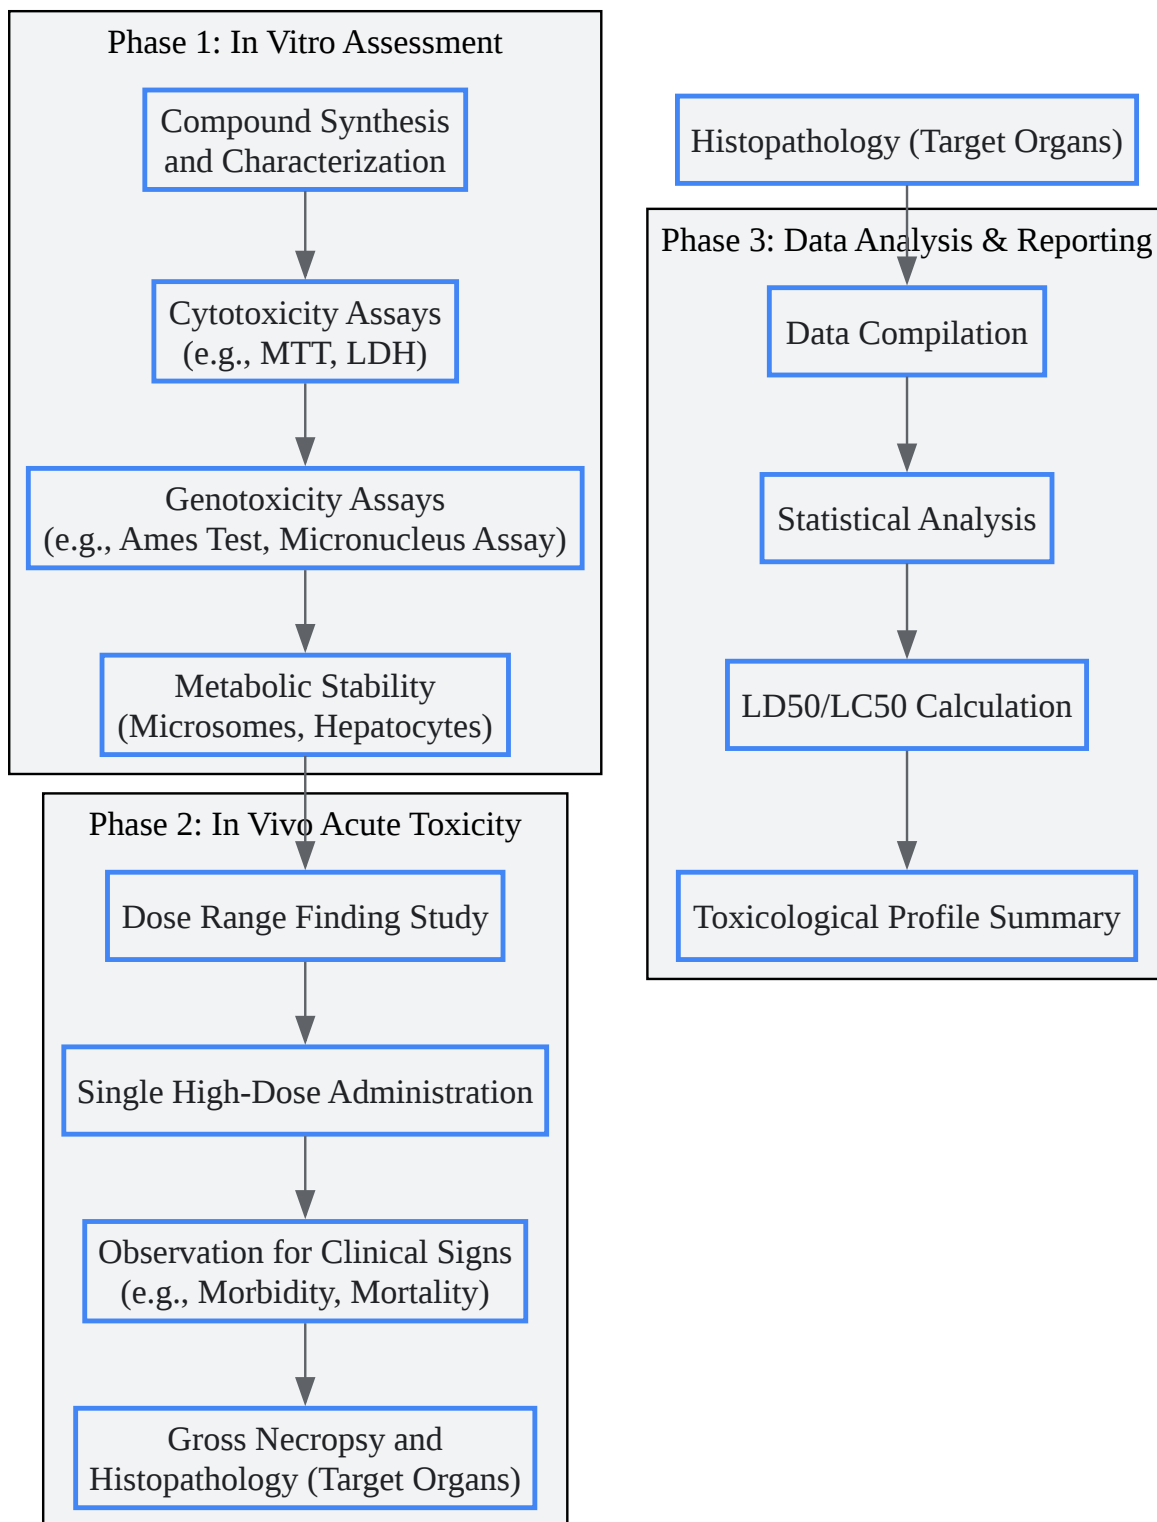 Phase 1: In Vitro Assessment
Compound Synthesis
and Characterization
Cytotoxicity Assays
(e.g., MTT, LDH)
Genotoxicity Assays
(e.g., Ames Test, Micronucleus Assay)
Metabolic Stability
(Microsomes, Hepatocytes)
Phase 2: In Vivo Acute Toxicity
Dose Range Finding Study
Single High-Dose Administration
Observation for Clinical Signs
(e.g., Morbidity, Mortality)
Gross Necropsy and
Histopathology (Target Organs)
Histopathology (Target Organs)
Phase 3: Data Analysis & Reporting
Data Compilation
Statistical Analysis
LD50/LC50 Calculation
Toxicological Profile Summary